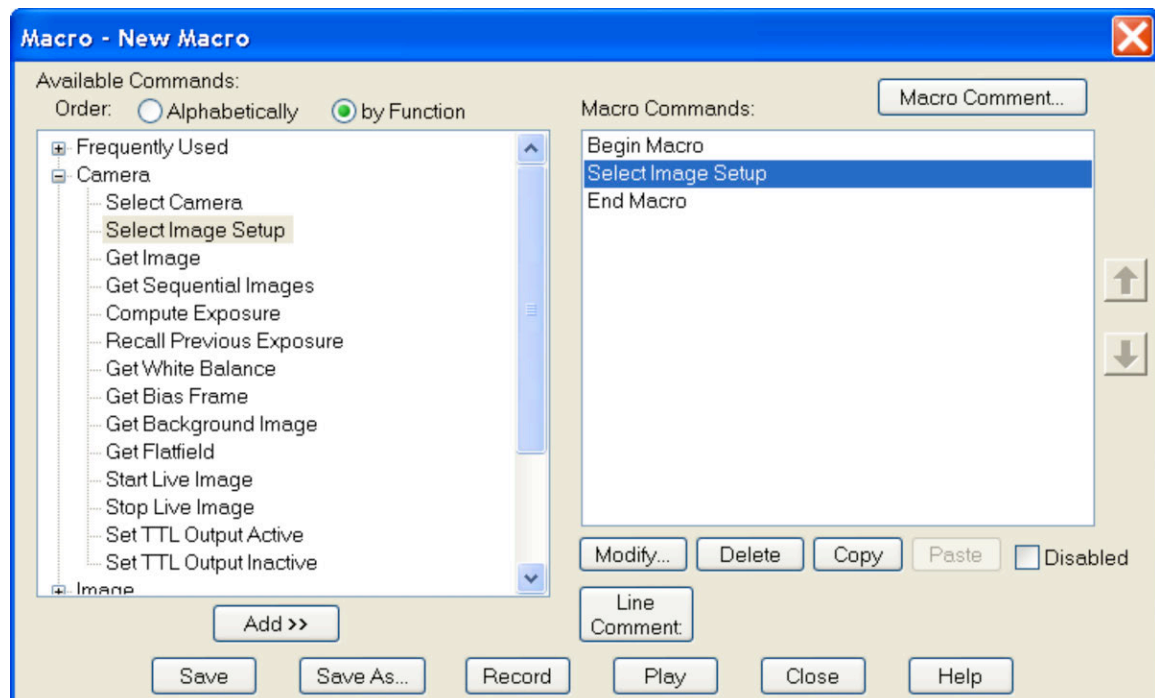 Macro - New Macro
Available Commands:
Order: Alphabetically by Function
Frequently Used
Camera
Select Camera
Select Image Setup
Get Image
Get Sequential Images
Compute Exposure
Recall Previous Exposure
Get White Balance
Get Bias Frame
Get Background Image
Get Flatfield
Start Live Image
Stop Live Image
Set TTL Output Active
Set TTL Output Inactive
Image
Add >>
Macro Commands:
Macro Comment...
Begin Macro
Select Image Setup
End Macro
Modify... Delete Copy Paste Disabled
Line
Comment:
Save Save As... Record Play Close Help